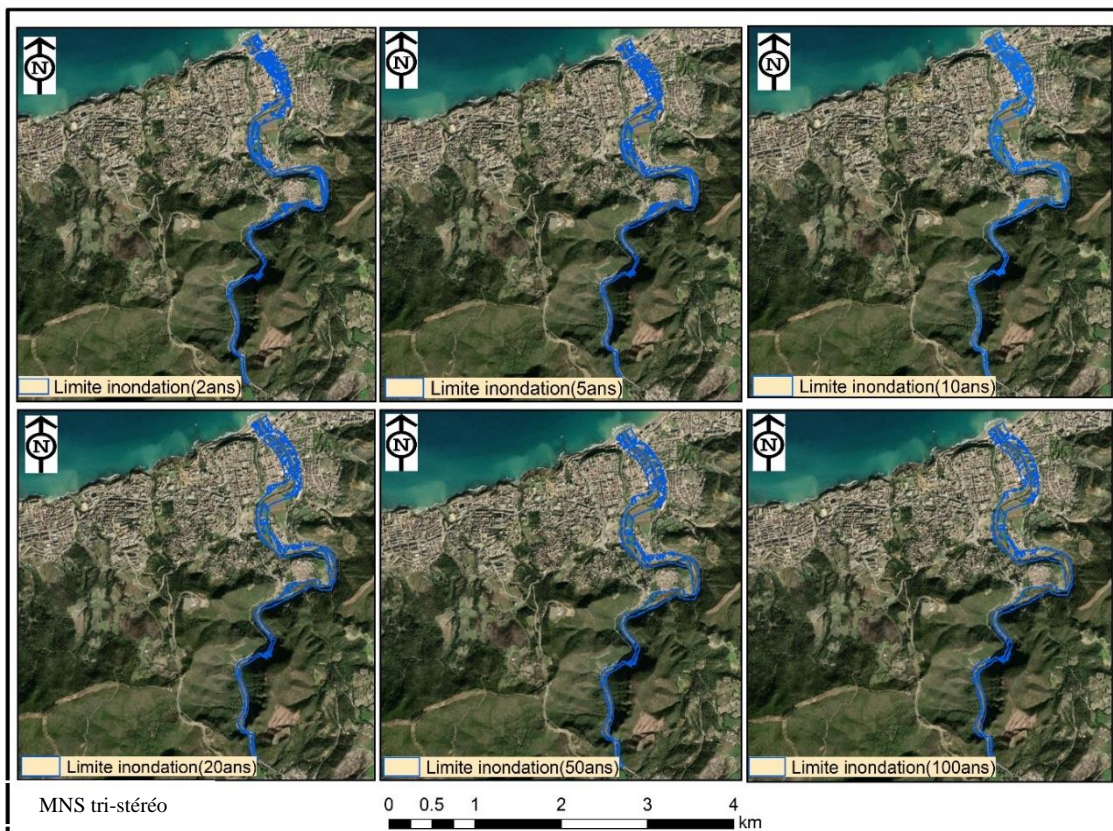 N
N
N
Limite inondation(2ans)
Limite inondation(5ans)
Limite inondation(10ans)
N
N
N
Limite inondation(20ans)
Limite inondation(50ans)
Limite inondation(100ans)
MNS tri-stéréo
0 0.5 1 2 3 4
km